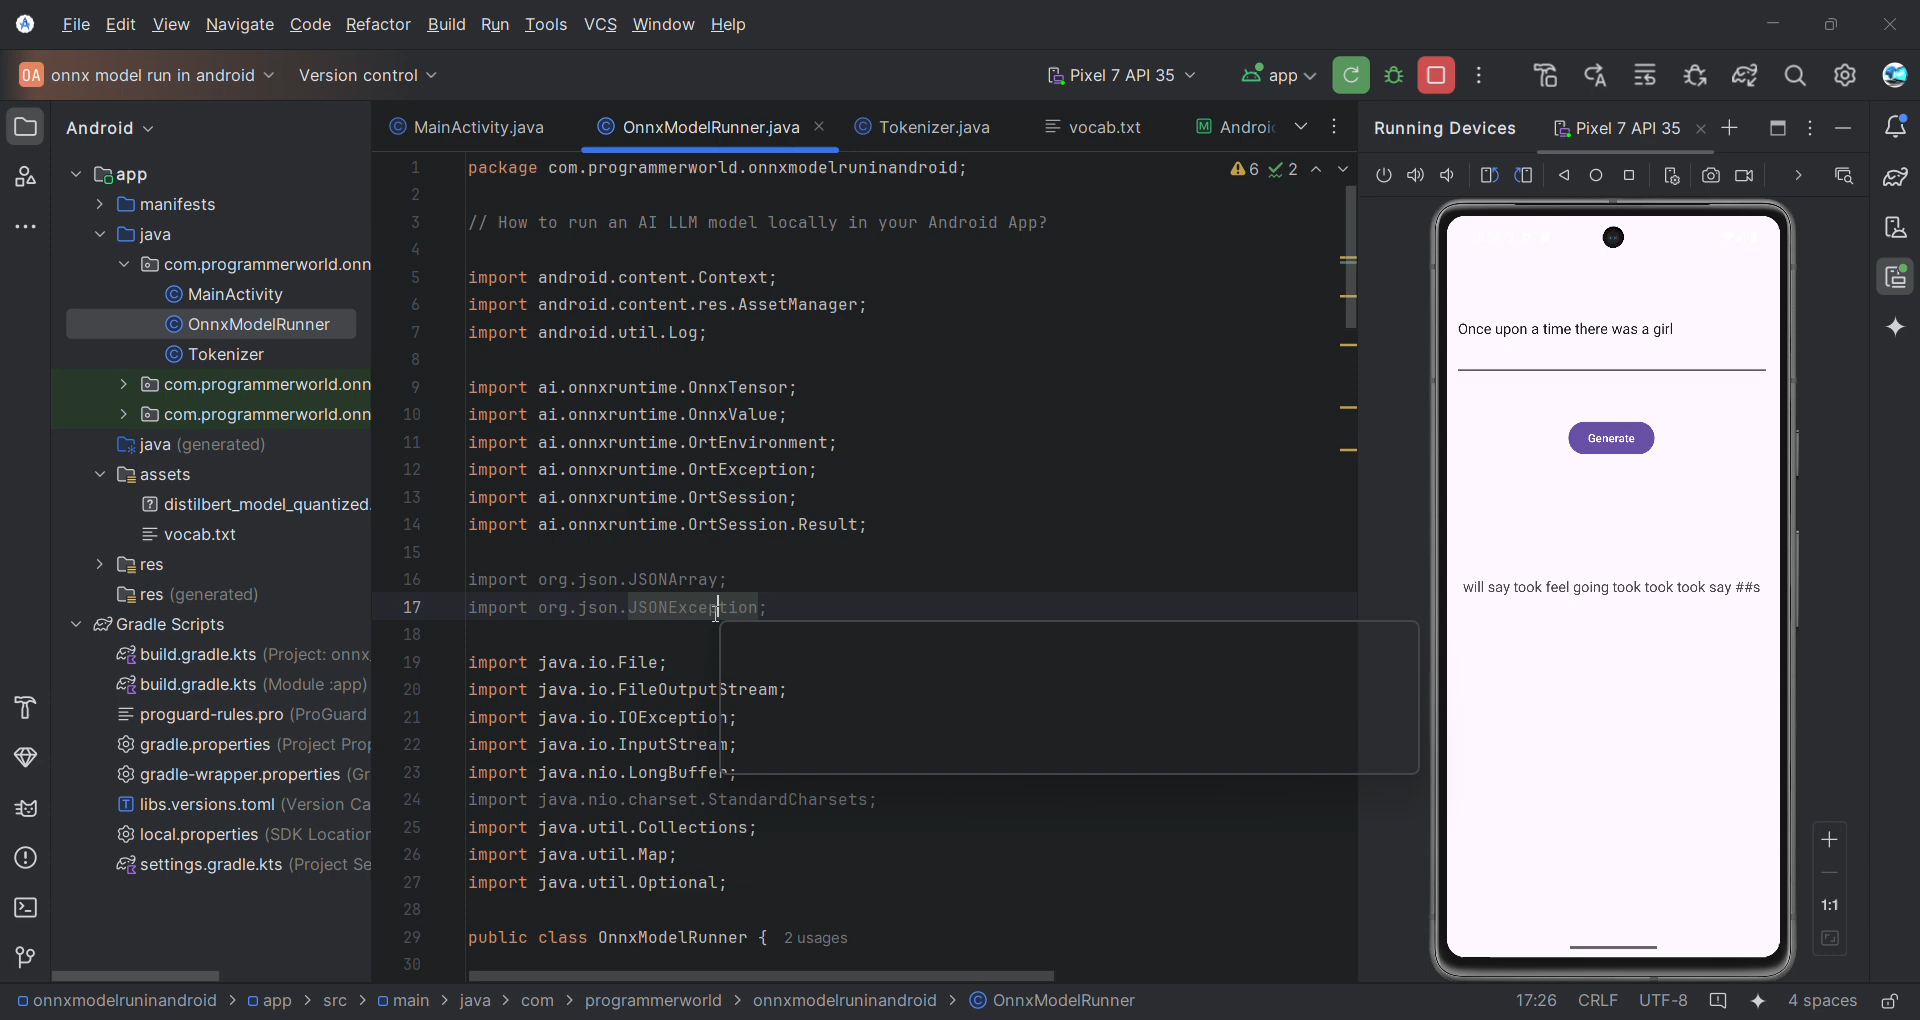 File Edit View Navigate Code Refactor Build Run Tools VCS Window Help
OA onnx model run in android Version control Pixel 7 API 35 app
Android
MainActivity.java OnnxModelRunner.java Tokenizer.java vocab.txt M Androi
Running Devices Pixel 7 API 35
app
manifests
java
com.programmerworld.onn
MainActivity
OnnxModelRunner
Tokenizer
com.programmerworld.onn
com.programmerworld.onn
java (generated)
assets
distilbert_model_quantized.
vocab.txt
res
res (generated)
Gradle Scripts
build.gradle.kts (Project: onnx
build.gradle.kts (Module :app)
proguard-rules.pro (ProGuard
gradle.properties (Project Prop
gradle-wrapper.properties (Gr
libs.versions.toml (Version Ca
local.properties (SDK Location
settings.gradle.kts (Project Se
6 2
1 package com.programmerworld.onnxmodelruninandroid;
2
3 // How to run an AI LLM model locally in your Android App?
4
5 import android.content.Context;
6 import android.content.res.AssetManager;
7 import android.util.Log;
8
9 import ai.onnxruntime.OnnxTensor;
10 import ai.onnxruntime.OnnxValue;
11 import ai.onnxruntime.OrtEnvironment;
12 import ai.onnxruntime.OrtException;
13 import ai.onnxruntime.OrtSession;
14 import ai.onnxruntime.OrtSession.Result;
15
16 import org.json.JSONArray;
17 import org.json.JSONException;
18
19 import java.io.File;
20 import java.io.FileOutputStream;
21 import java.io.IOException;
22 import java.io.InputStream;
23 import java.nio.LongBuffer;
24 import java.nio.charset.StandardCharsets;
25 import java.util.Collections;
26 import java.util.Map;
27 import java.util.Optional;
28
29 public class OnnxModelRunner { 2 usages
30
Once upon a time there was a girl
Generate
will say took feel going took took took say ##s
1:1
onnxmodelruninandroid > app > src > main > java > com > programmerworld > onnxmodelruninandroid > OnnxModelRunner
17:26 CRLF UTF-8 4 spaces